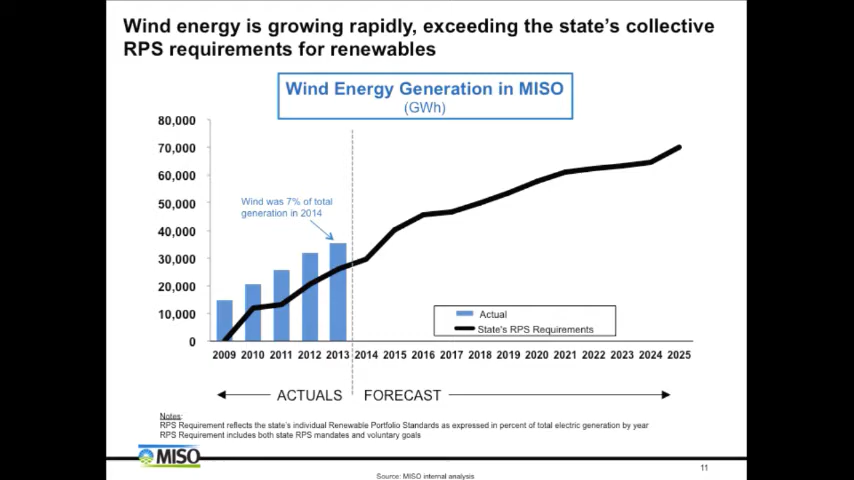 Wind energy is growing rapidly, exceeding the state's collective
RPS requirements for renewables
Wind Energy Generation in MISO
(GWh)
80,000
70,000
60,000
50,000
40,000
30,000
20,000
10,000
0
Wind was 7% of total
generation in 2014
Actual
State's RPS Requirements
2009 2010 2011 2012 2013 2014 2015 2016 2017 2018 2019 2020 2021 2022 2023 2024 2025
ACTUALS FORECAST
Notes:
RPS Requirement reflects the state's individual Renewable Portfolio Standards as expressed in percent of total electric generation by year
RPS Requirement includes both state RPS mandates and voluntary goals
MISO
11
Source: MISO internal analysis